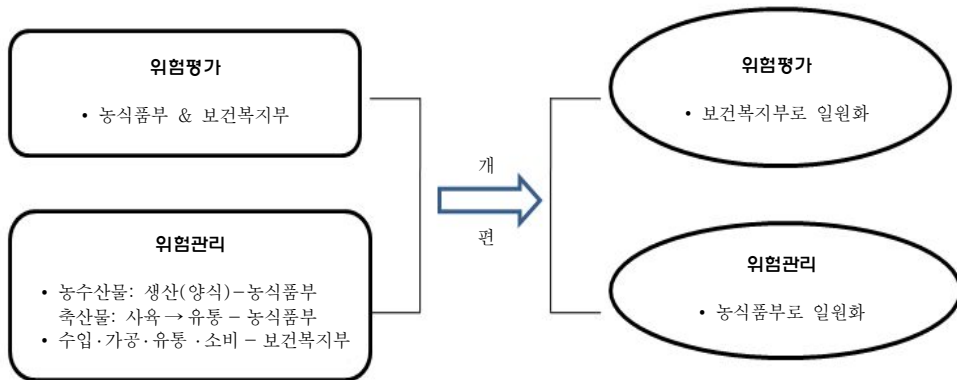 위험평가
• 농식품부 & 보건복지부
위험관리
• 농수산물: 생산(양식)−농식품부
축산물: 사육 → 유통 − 농식품부
• 수입·가공·유통 ·소비 − 보건복지부
개
편
위험평가
• 보건복지부로 일원화
위험관리
• 농식품부로 일원화